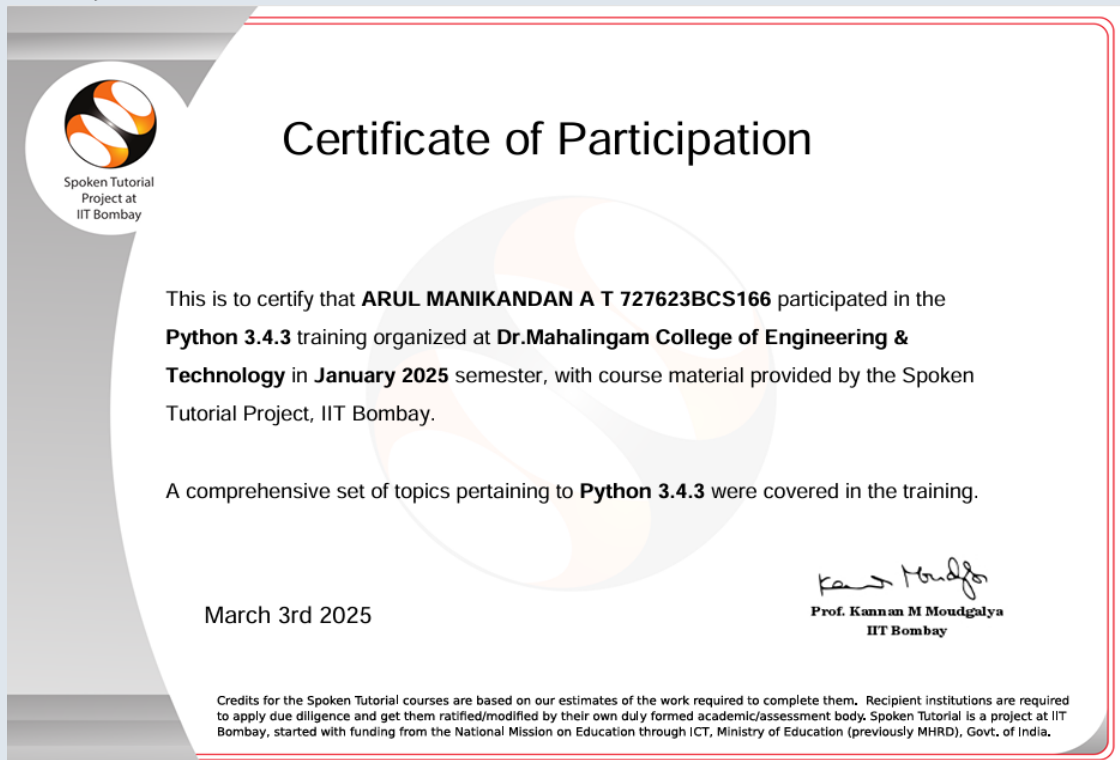 Spoken Tutorial
Project at
IIT Bombay
Certificate of Participation
This is to certify that ARUL MANIKANDAN A T 727623BCS166 participated in the
Python 3.4.3 training organized at Dr.Mahalingam College of Engineering &
Technology in January 2025 semester, with course material provided by the Spoken
Tutorial Project, IIT Bombay.
A comprehensive set of topics pertaining to Python 3.4.3 were covered in the training.
March 3rd 2025
Prof. Kannan M Moudgalya
IIT Bombay
Credits for the Spoken Tutorial courses are based on our estimates of the work required to complete them. Recipient institutions are required
to apply due diligence and get them ratified/modified by their own duly formed academic/assessment body. Spoken Tutorial is a project at IIT
Bombay, started with funding from the National Mission on Education through ICT, Ministry of Education (previously MHRD), Govt. of India.